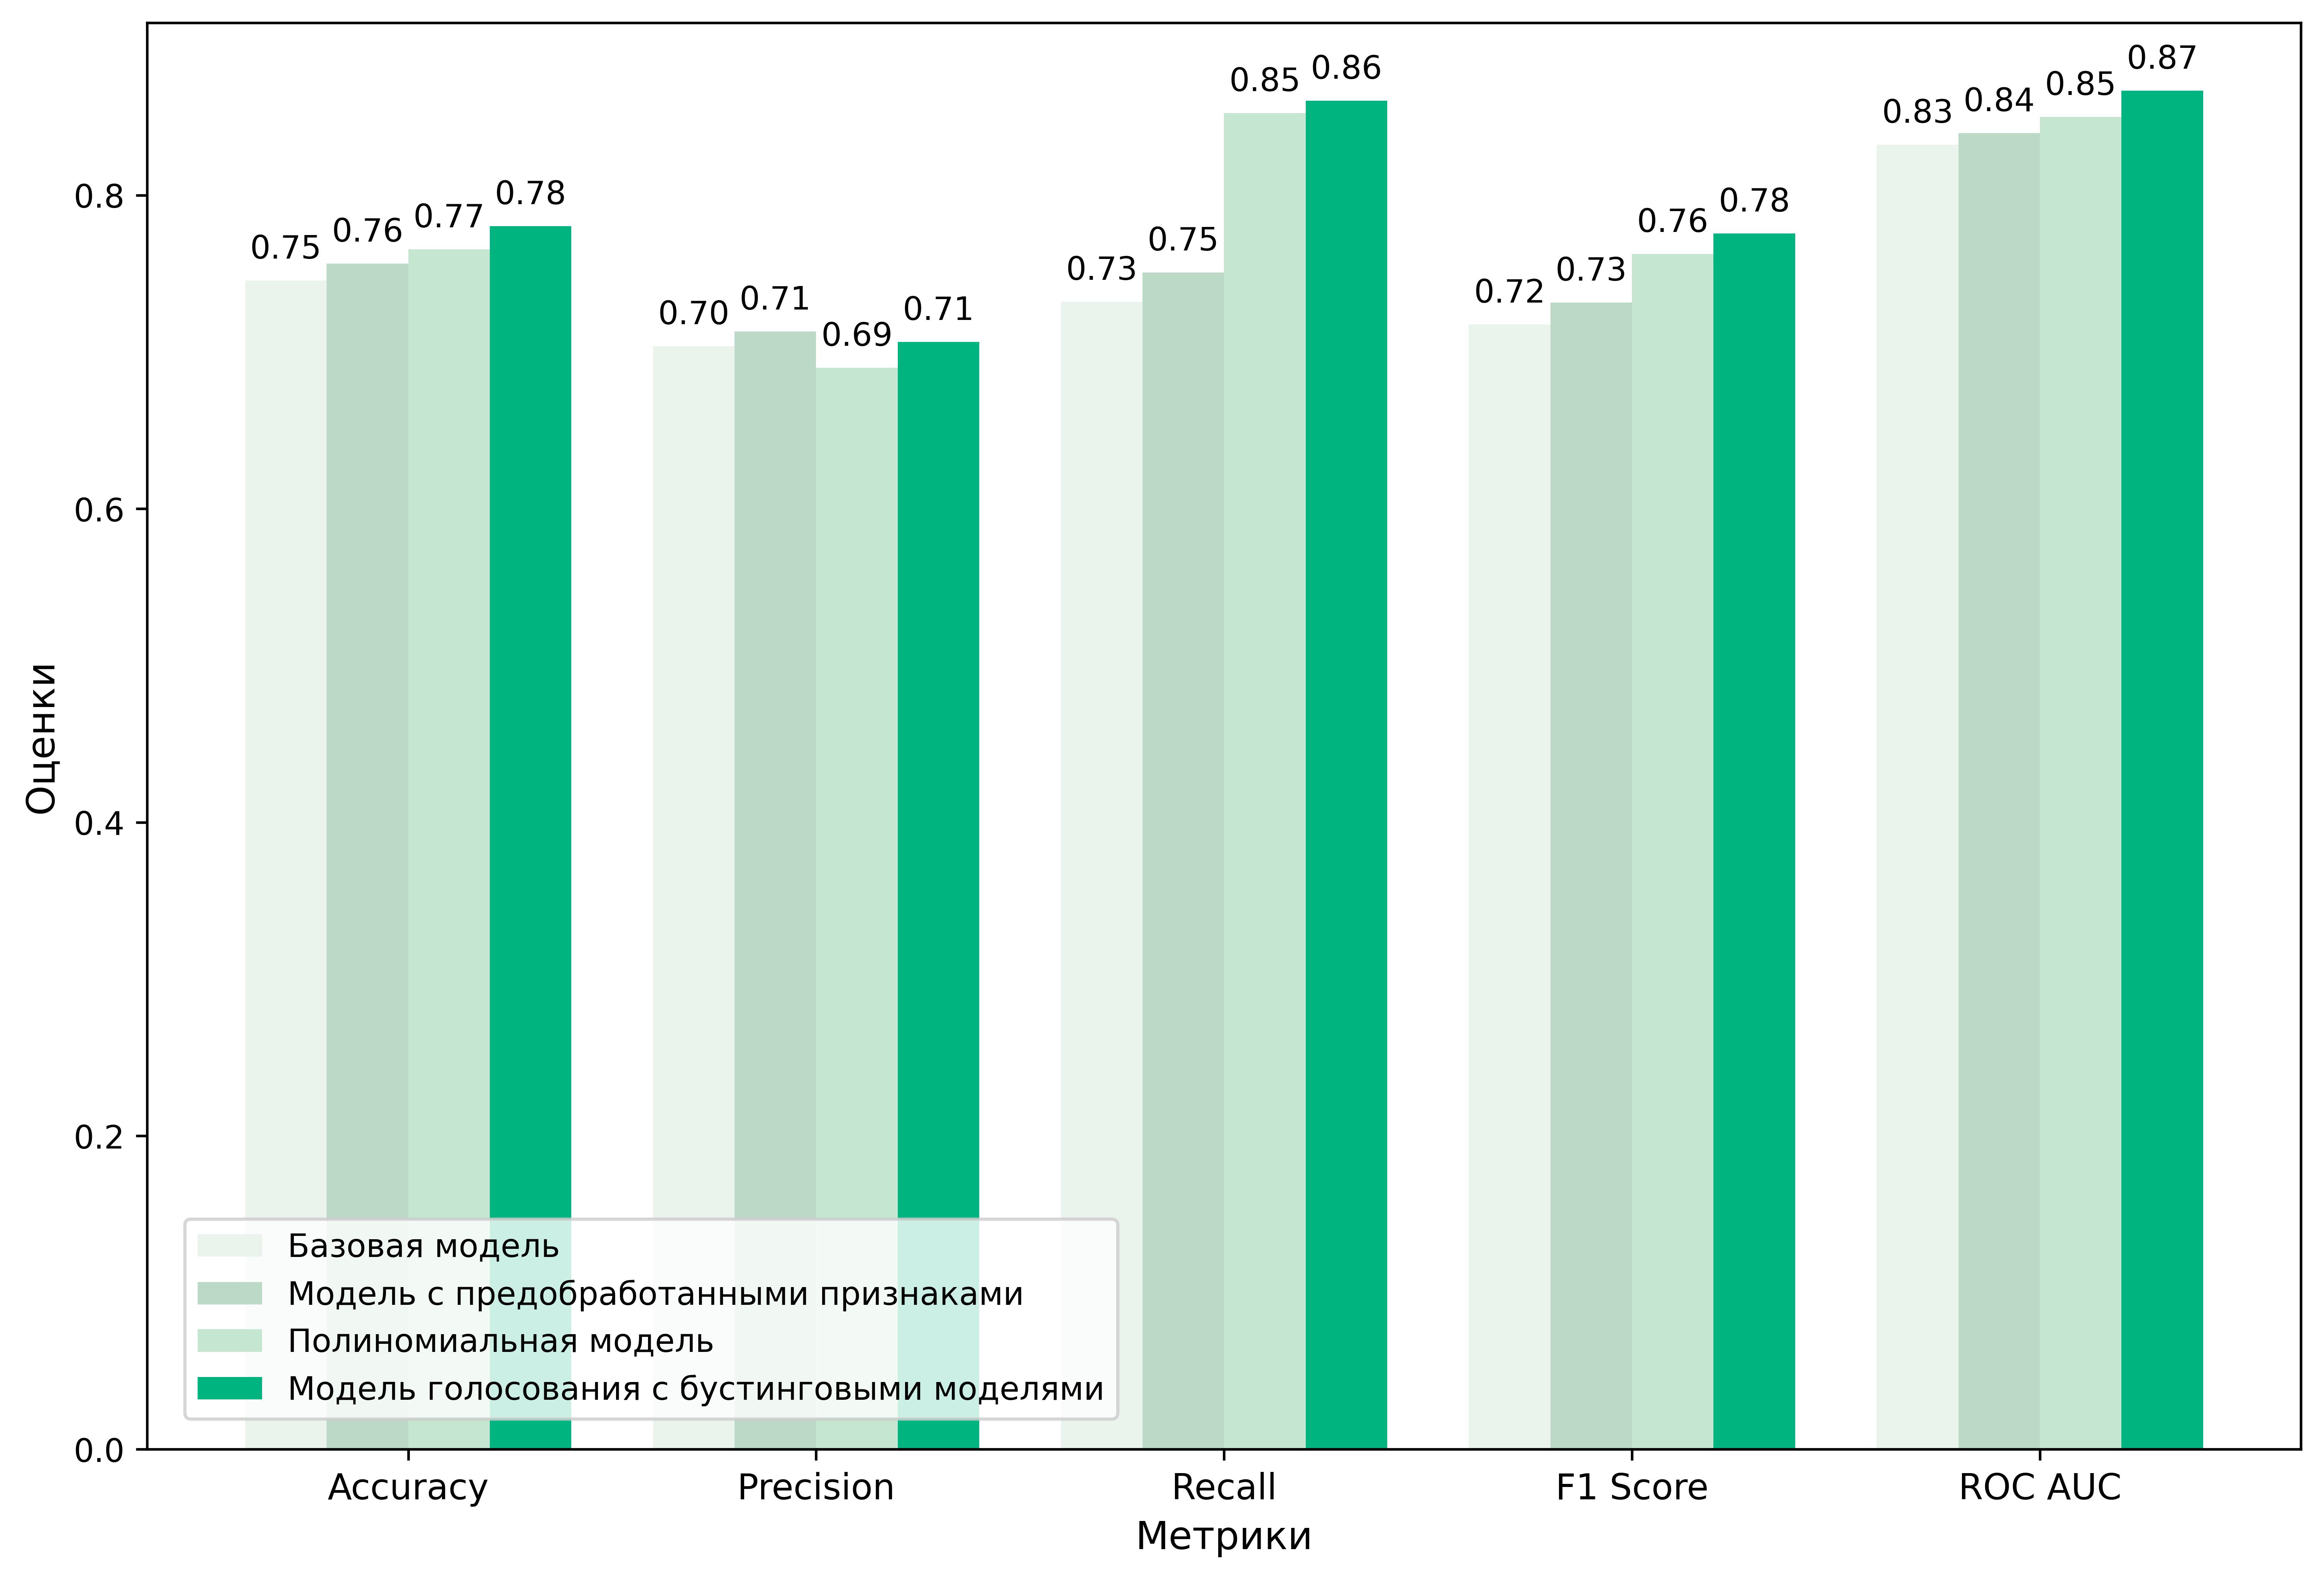 0.75
0.76
0.77
0.78
0.70
0.71
0.69
0.71
0.73
0.75
0.85
0.86
0.72
0.73
0.76
0.78
0.83
0.84
0.85
0.87
Оценки
0.8
0.6
0.4
0.2
0.0
Базовая модель
Модель с предобработанными признаками
Полиномиальная модель
Модель голосования с бустинговыми моделями
Accuracy
Precision
Recall
F1 Score
ROC AUC
Метрики